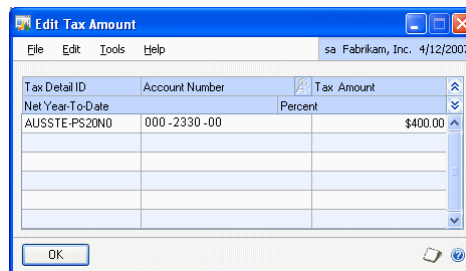 Edit Tax Amount
File Edit Tools Help sa Fabrikam, Inc. 4/12/2007
Tax Detail ID Account Number Tax Amount
Net Year-To-Date Percent
AUSSTE-PS20N0 000 -2330 -00 $400.00
OK